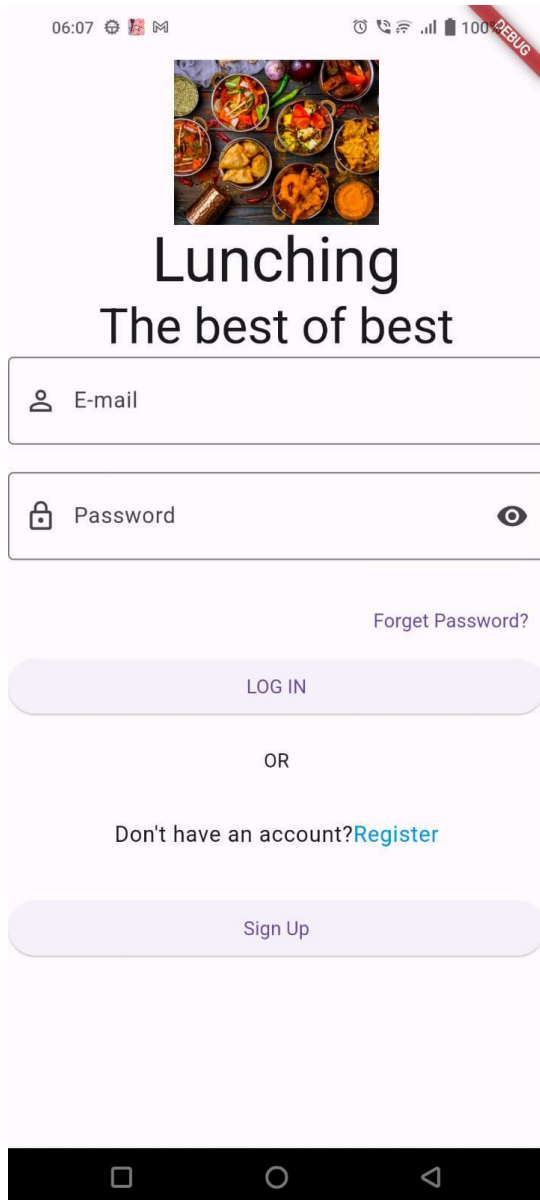 06:07 100%
DEBUG
Lunching
The best of best
E-mail
Password
Forget Password?
LOG IN
OR
Don't have an account?Register
Sign Up